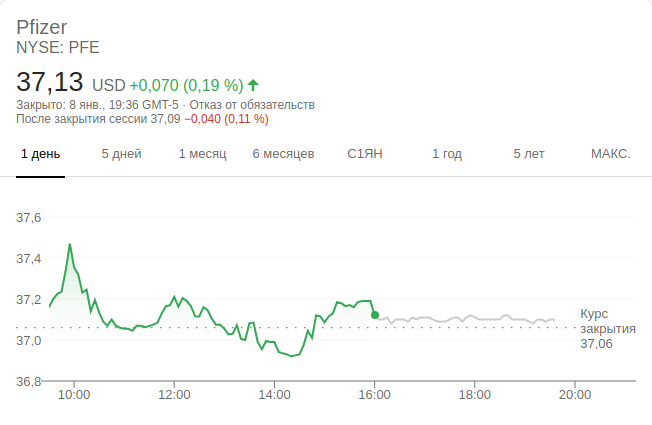 Pfizer
NYSE: PFE
37,13 USD +0,070 (0,19 %)
Закрыто: 8 янв., 19:36 GMT-5 · Отказ от обязательств
После закрытия сессии 37,09 −0,040 (0,11 %)
1 день 5 дней 1 месяц 6 месяцев С1ЯН 1 год 5 лет МАКС.
37,6
37,4
37,2
37,0
36,8
Курс
закрытия
37,06
10:00 12:00 14:00 16:00 18:00 20:00